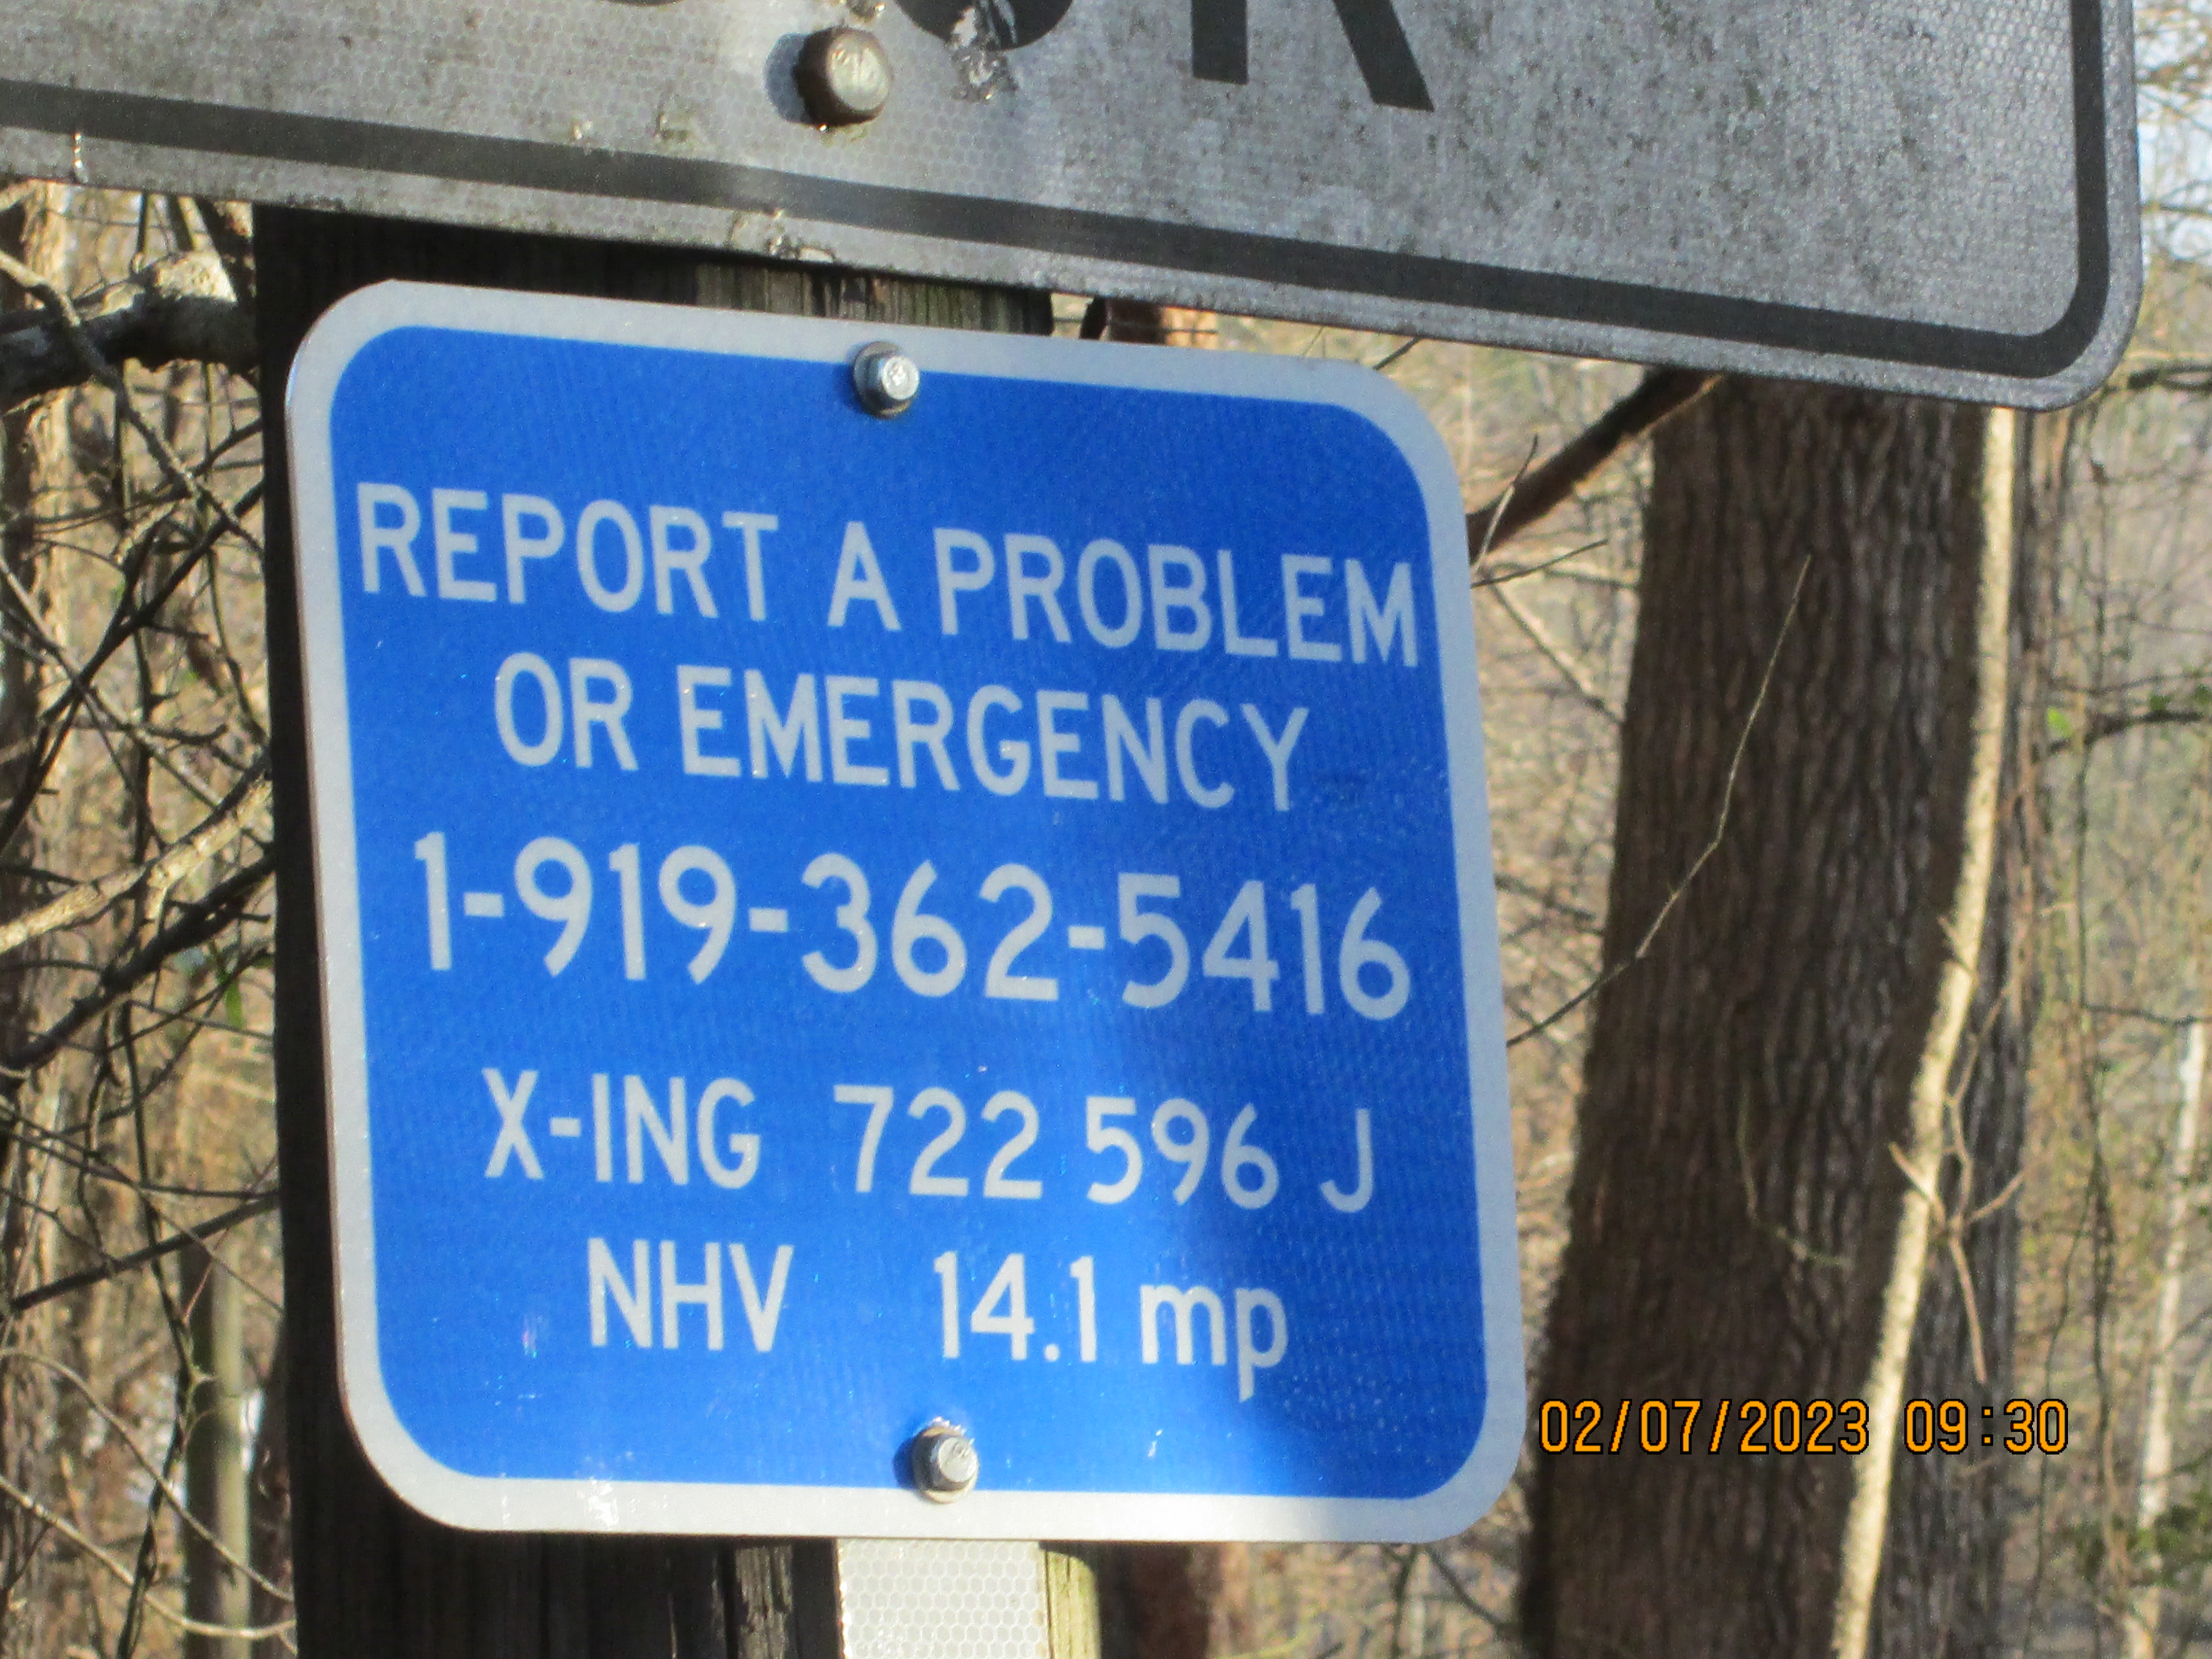 REPORT A PROBLEM
OR EMERGENCY
1-919-362-5416
X-ING 722 596 J
NHV 14.1 mp
02/07/2023 09:30